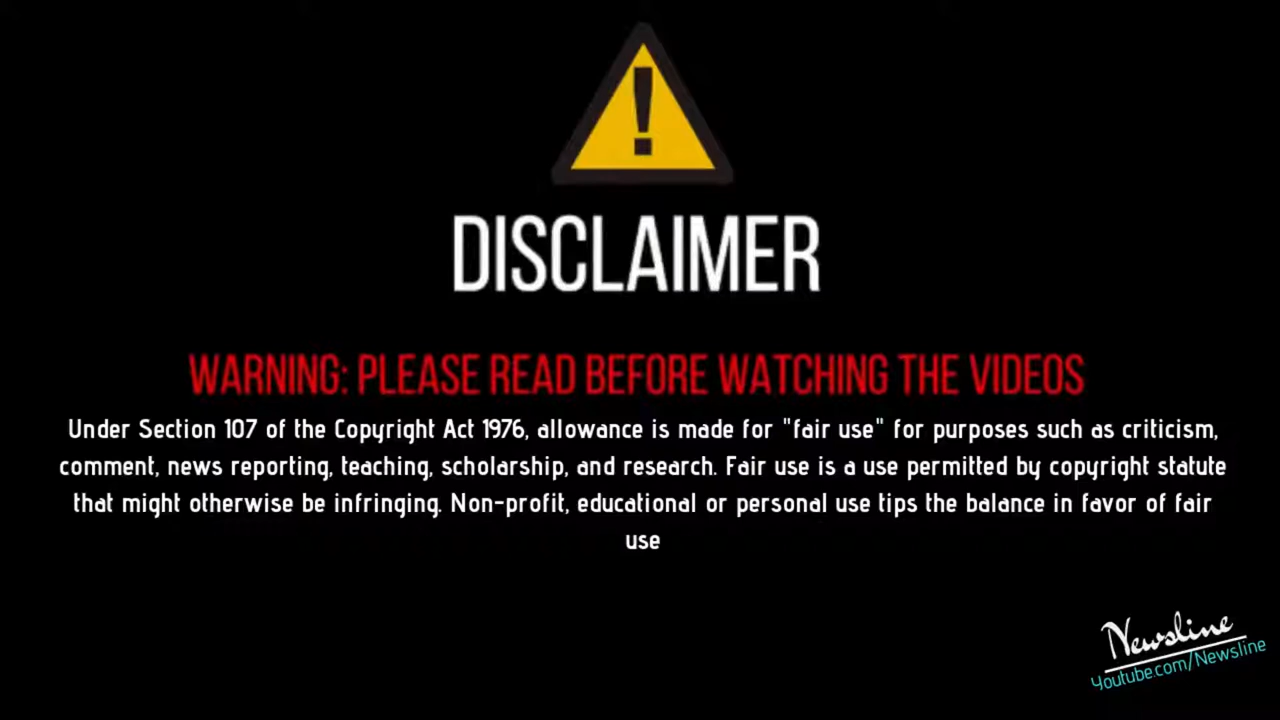 !
DISCLAIMER
WARNING: PLEASE READ BEFORE WATCHING THE VIDEOS
Under Section 107 of the Copyright Act 1976, allowance is made for "fair use" for purposes such as criticism,
comment, news reporting, teaching, scholarship, and research. Fair use is a use permitted by copyright statute
that might otherwise be infringing. Non-profit, educational or personal use tips the balance in favor of fair
use
Newsline
Youtube.com/Newsline